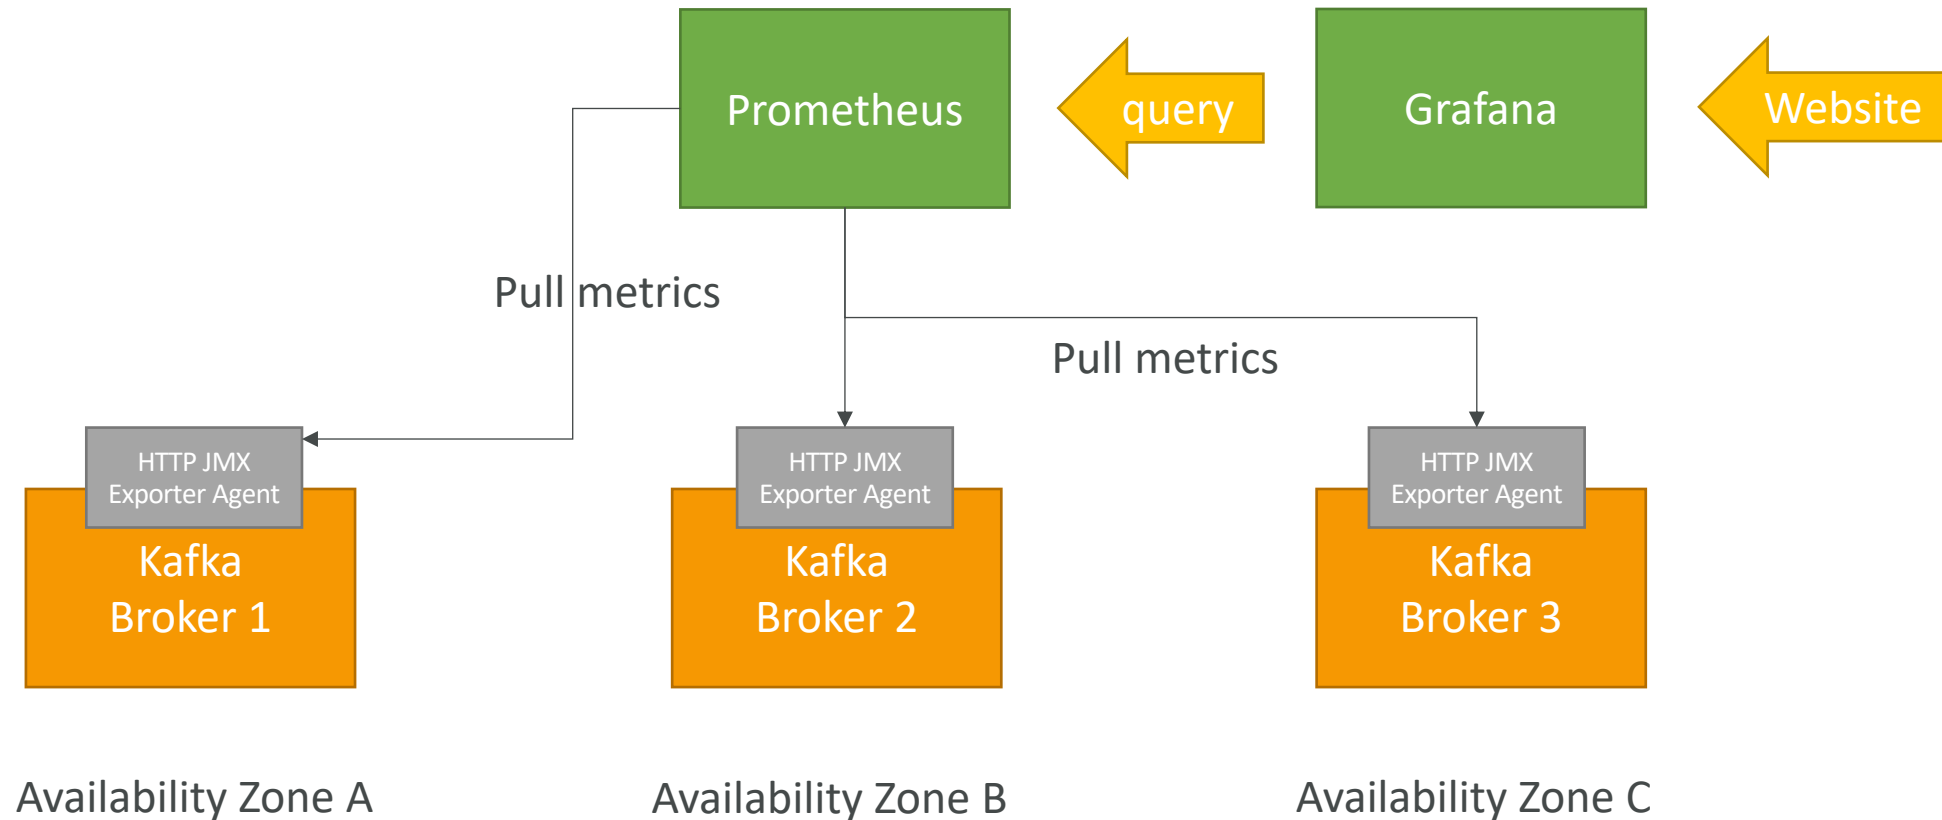 Prometheus
query
Grafana
Website
Pull metrics
Pull metrics
HTTP JMX
Exporter Agent
Kafka
Broker 1
HTTP JMX
Exporter Agent
Kafka
Broker 2
HTTP JMX
Exporter Agent
Kafka
Broker 3
Availability Zone A
Availability Zone B
Availability Zone C